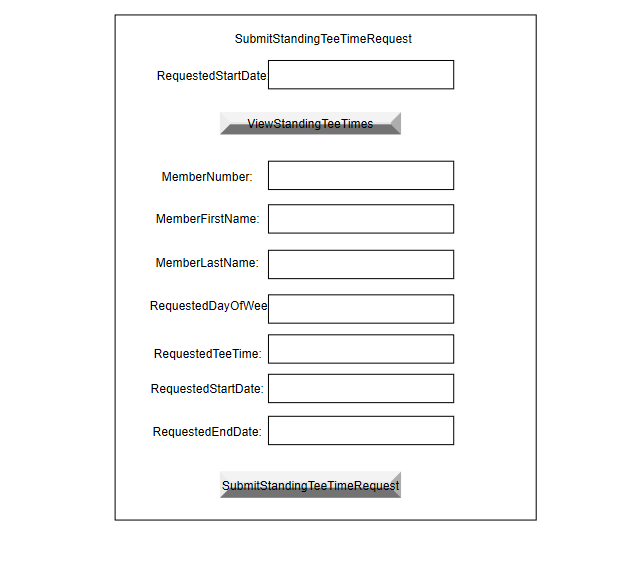 SubmitStandingTeeTimeRequest
RequestedStartDate
ViewStandingTeeTimes
MemberNumber:
MemberFirstName:
MemberLastName:
RequestedDayOfWee
RequestedTeeTime:
RequestedStartDate:
RequestedEndDate:
SubmitStandingTeeTimeRequest